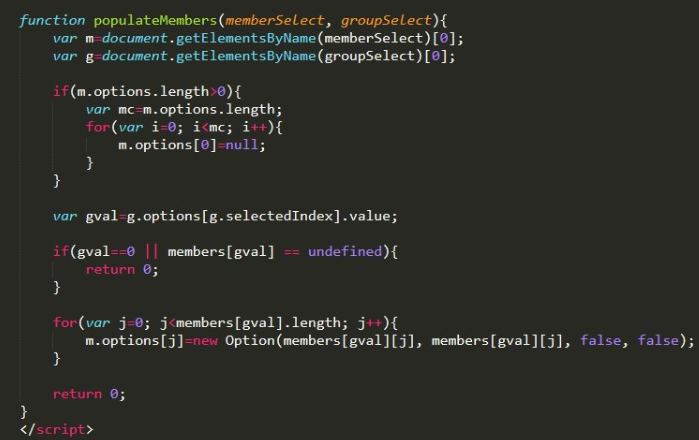 function populateMembers(memberSelect, groupSelect){
    var m=document.getElementsByName(memberSelect)[0];
    var g=document.getElementsByName(groupSelect)[0];

    if(m.options.length>0){
        var mc=m.options.length;
        for(var i=0; i<mc; i++){
            m.options[0]=null;
        }
    }

    var gval=g.options[g.selectedIndex].value;

    if(gval==0 || members[gval] == undefined){
        return 0;
    }

    for(var j=0; j<members[gval].length; j++){
        m.options[j]=new Option(members[gval][j], members[gval][j], false, false);
    }

    return 0;
}
</script>